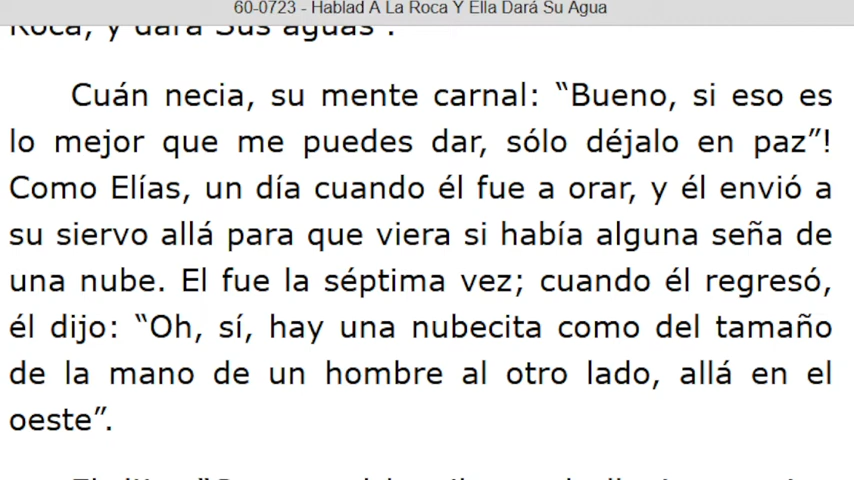 60-0723 - Hablad A La Roca Y Ella Dará Su Agua
Roca, y dará Sus aguas”.
Cuán necia, su mente carnal: “Bueno, si eso es
lo mejor que me puedes dar, sólo déjalo en paz”!
Como Elías, un día cuando él fue a orar, y él envió a
su siervo allá para que viera si había alguna seña de
una nube. El fue la séptima vez; cuando él regresó,
él dijo: “Oh, sí, hay una nubecita como del tamaño
de la mano de un hombre al otro lado, allá en el
oeste”.